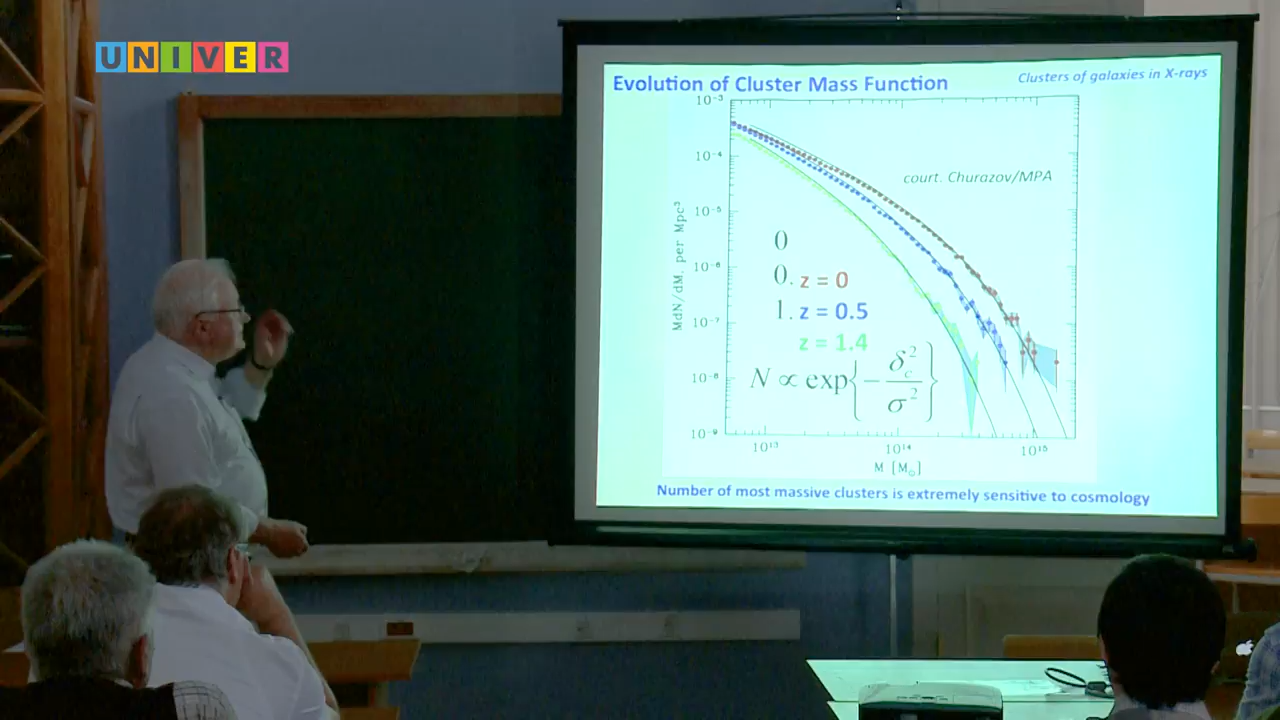 UNIVER
Evolution of Cluster Mass Function
Clusters of galaxies in X-rays
court. Churazov/MPA
10⁻³
10⁻⁴
10⁻⁵
10⁻⁶
10⁻⁷
10⁻⁸
10⁻⁹
MdN/dM, per Mpc³
0
0. z = 0
1. z = 0.5
z = 1.4
N ∝ exp{−δc²/σ²}
10¹³ 10¹⁴ 10¹⁵
M [M⊙]
Number of most massive clusters is extremely sensitive to cosmology